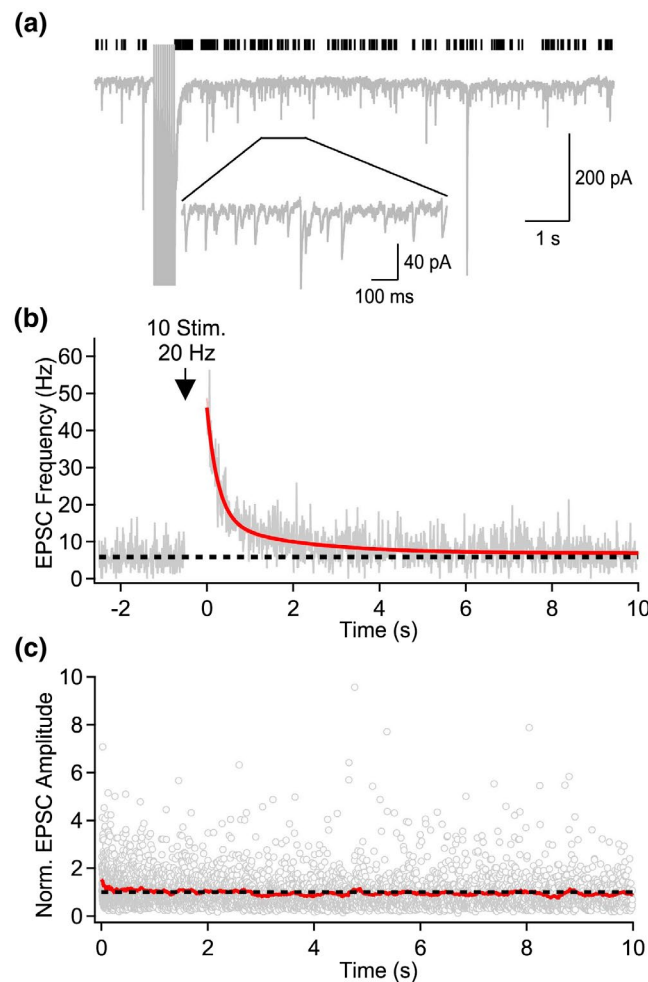 (a)
200 pA
1 s
40 pA
100 ms
(b)
10 Stim.
20 Hz
EPSC Frequency (Hz)
60
50
40
30
20
10
0
-2 0 2 4 6 8 10
Time (s)
(c)
Norm. EPSC Amplitude
10
8
6
4
2
0
0 2 4 6 8 10
Time (s)